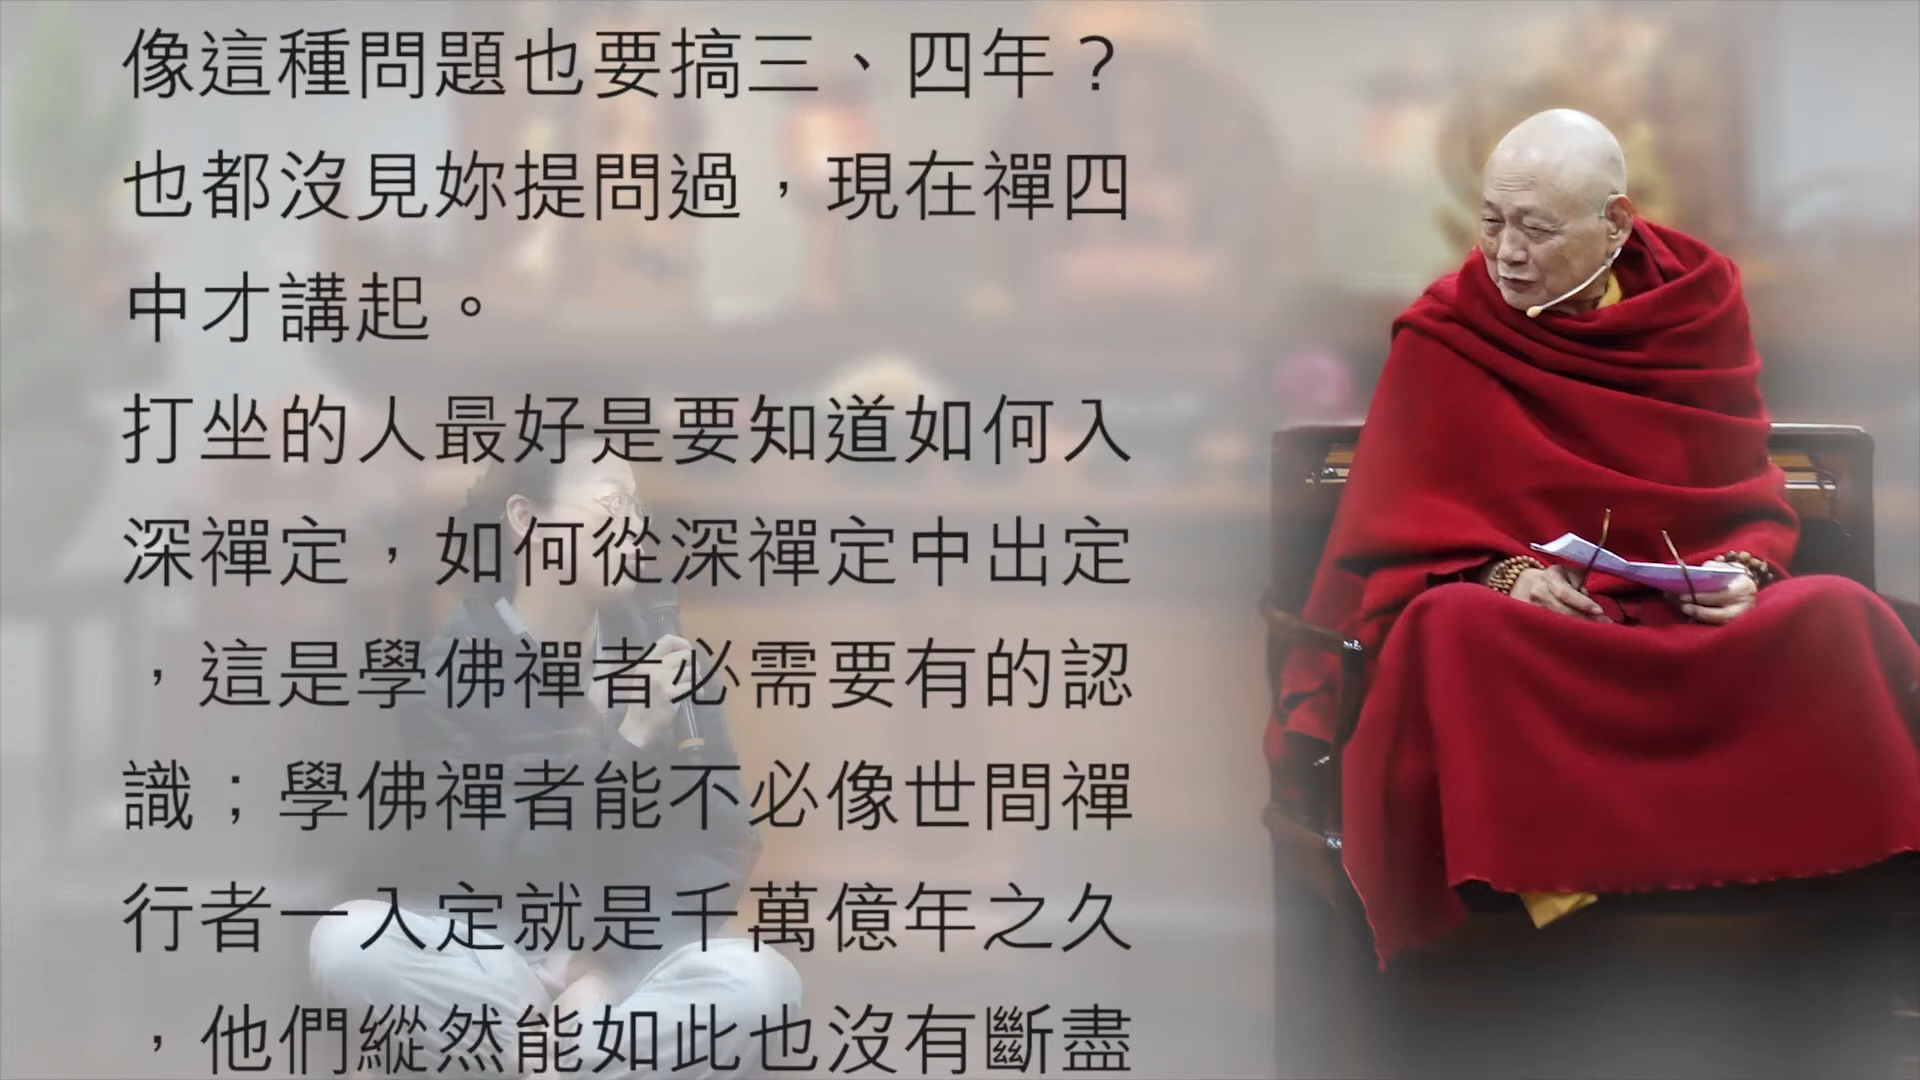 像這種問題也要搞三、四年？
也都沒見妳提問過，現在禪四
中才講起。
打坐的人最好是要知道如何入
深禪定，如何從深禪定中出定
，這是學佛禪者必需要有的認
識；學佛禪者能不必像世間禪
行者一入定就是千萬億年之久
，他們縱然能如此也沒有斷盡